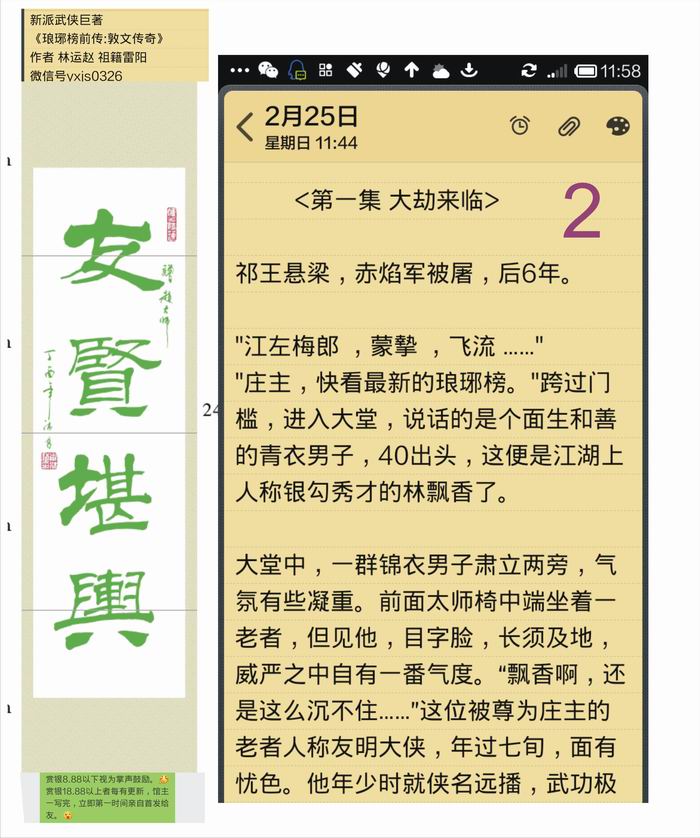 新派武侠巨著
《琅琊榜前传:敦文传奇》
作者 林运赵 祖籍雷阳
微信号yxjs0326
友
賢
堪
輿
丁酉年
赏银8.88以下视为掌声鼓励。🥰
赏银18.88以上者每有更新，馆主
一写完，立即第一时间亲自首发给
友。😘
24
11:58
2月25日
星期日 11:44
<第一集 大劫来临>
2
祁王悬梁，赤焰军被屠，后6年。
"江左梅郎 ，蒙挚 ，飞流 ……"
"庄主，快看最新的琅琊榜。"跨过门
槛，进入大堂，说话的是个面生和善
的青衣男子，40出头，这便是江湖上
人称银勾秀才的林飘香了。
大堂中，一群锦衣男子肃立两旁，气
氛有些凝重。前面太师椅中端坐着一
老者，但见他，目字脸，长须及地，
威严之中自有一番气度。“飘香啊，还
是这么沉不住……”这位被尊为庄主的
老者人称友明大侠，年过七旬，面有
忧色。他年少时就侠名远播，武功极